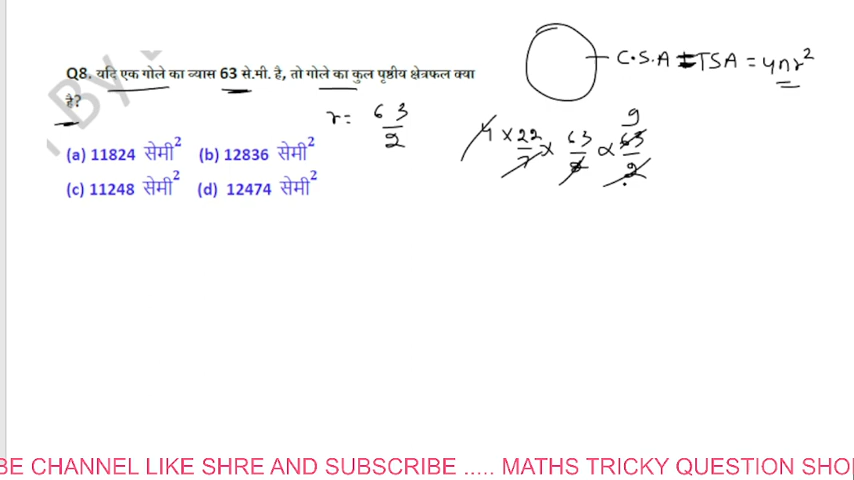 Q8. यदि एक गोले का व्यास 63 से.मी. है, तो गोले का कुल पृष्ठीय क्षेत्रफल क्या
है?
(a) 11824 सेमी² (b) 12836 सेमी²
(c) 11248 सेमी² (d) 12474 सेमी²
r = 63/2
C.S.A = TSA = 4πr²
4 × 22/7 × 63/2 × 63/2
9
By
BE CHANNEL LIKE SHRE AND SUBSCRIBE ..... MATHS TRICKY QUESTION SHO